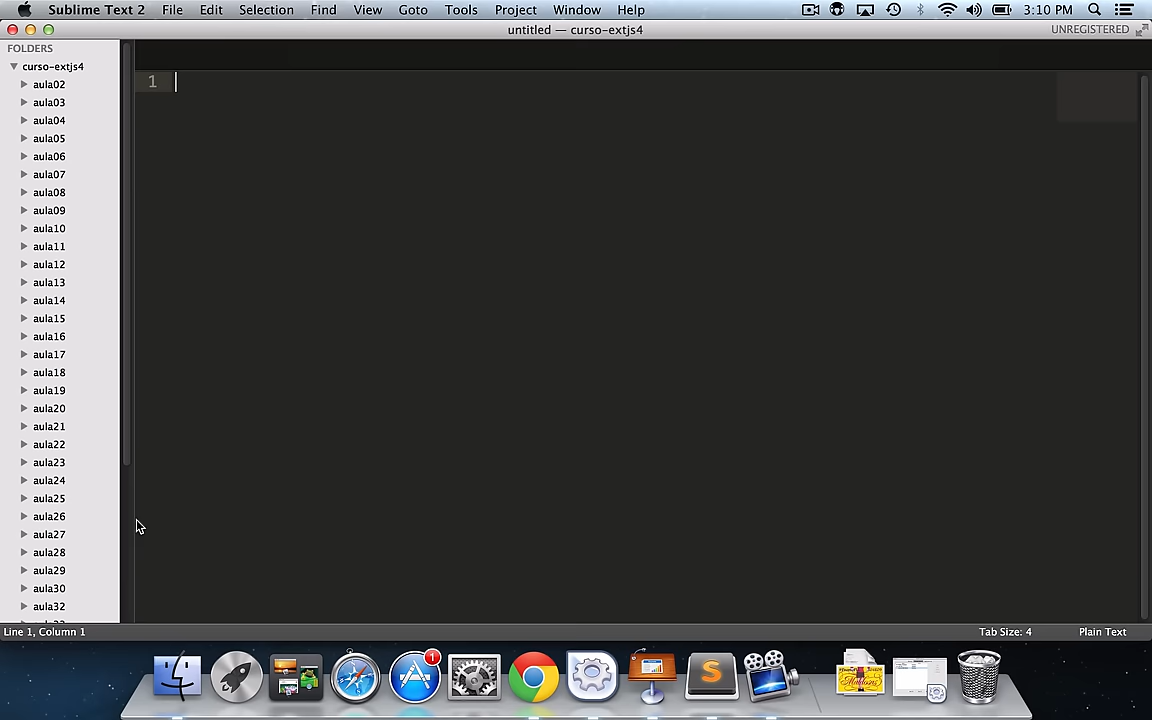 Sublime Text 2 File Edit Selection Find View Goto Tools Project Window Help 3:10 PM
untitled — curso-extjs4 UNREGISTERED
FOLDERS
curso-extjs4
aula02
1
aula03
aula04
aula05
aula06
aula07
aula08
aula09
aula10
aula11
aula12
aula13
aula14
aula15
aula16
aula17
aula18
aula19
aula20
aula21
aula22
aula23
aula24
aula25
aula26
aula27
aula28
aula29
aula30
aula32
Line 1, Column 1 Tab Size: 4 Plain Text
1
S